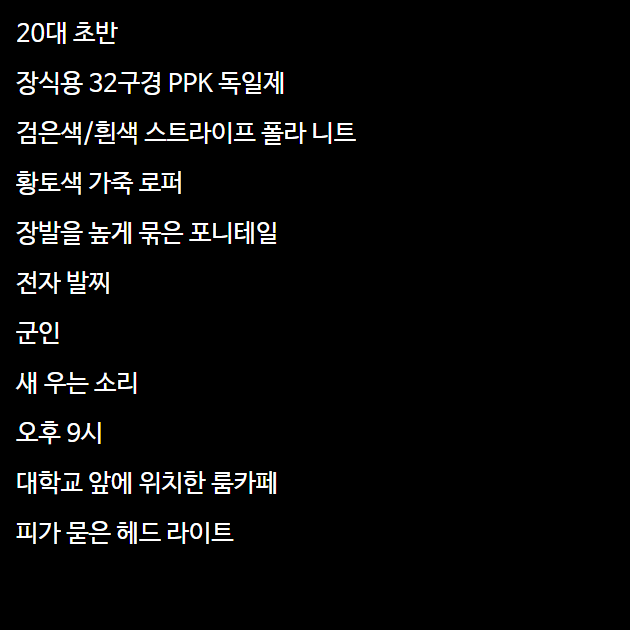 20대 초반
장식용 32구경 PPK 독일제
검은색/흰색 스트라이프 폴라 니트
황토색 가죽 로퍼
장발을 높게 묶은 포니테일
전자 발찌
군인
새 우는 소리
오후 9시
대학교 앞에 위치한 룸카페
피가 묻은 헤드 라이트